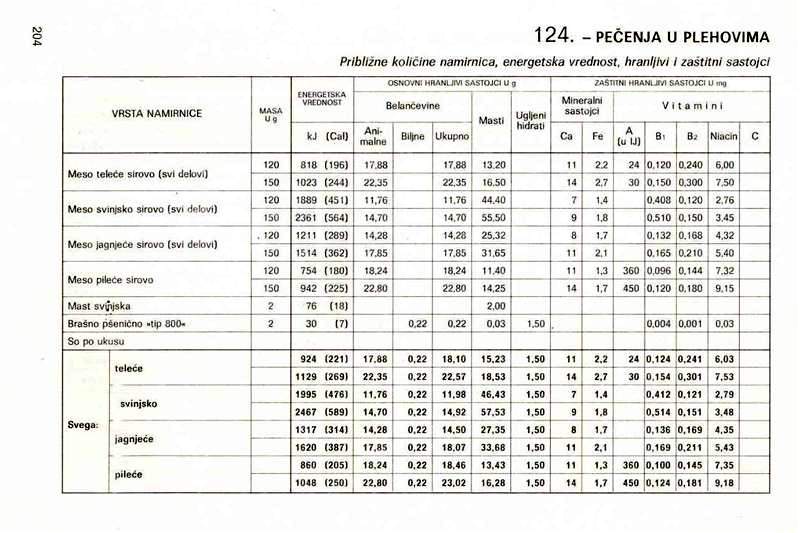 204
124. – PEČENJA U PLEHOVIMA
Približne količine namirnica, energetska vrednost, hranljivi i zaštitni sastojci
VRSTA NAMIRNICE MASA U g ENERGETSKA VREDNOST OSNOVNI HRANLJIVI SASTOJCI U g ZAŠTITNI HRANLJIVI SASTOJCI U mg
Belančevine Masti Ugljeni hidrati Mineralni sastojci Vitamini
kJ (Cal) Ani-malne Biljne Ukupno Ca Fe A (u IJ) B1 B2 Niacin C
Meso teleće sirovo (svi delovi) 120 818 (196) 17,88 17,88 13,20 11 2,2 24 0,120 0,240 6,00
150 1023 (244) 22,35 22,35 16,50 14 2,7 30 0,150 0,300 7,50
Meso svinjsko sirovo (svi delovi) 120 1889 (451) 11,76 11,76 44,40 7 1,4 0,408 0,120 2,76
150 2361 (564) 14,70 14,70 55,50 9 1,8 0,510 0,150 3,45
Meso jagnjeće sirovo (svi delovi) 120 1211 (289) 14,28 14,28 25,32 8 1,7 0,132 0,168 4,32
150 1514 (362) 17,85 17,85 31,65 11 2,1 0,165 0,210 5,40
Meso pileće sirovo 120 754 (180) 18,24 18,24 11,40 11 1,3 360 0,096 0,144 7,32
150 942 (225) 22,80 22,80 14,25 14 1,7 450 0,120 0,180 9,15
Mast svinjska 2 76 (18) 2,00
Brašno pšenično »tip 800« 2 30 (7) 0,22 0,22 0,03 1,50 0,004 0,001 0,03
So po ukusu
Svega: teleće 924 (221) 17,88 0,22 18,10 15,23 1,50 11 2,2 24 0,124 0,241 6,03
1129 (269) 22,35 0,22 22,57 18,53 1,50 14 2,7 30 0,154 0,301 7,53
svinjsko 1995 (476) 11,76 0,22 11,98 46,43 1,50 7 1,4 0,412 0,121 2,79
2467 (589) 14,70 0,22 14,92 57,53 1,50 9 1,8 0,514 0,151 3,48
jagnjeće 1317 (314) 14,28 0,22 14,50 27,35 1,50 8 1,7 0,136 0,169 4,35
1620 (387) 17,85 0,22 18,07 33,68 1,50 11 2,1 0,169 0,211 5,43
pileće 860 (205) 18,24 0,22 18,46 13,43 1,50 11 1,3 360 0,100 0,145 7,35
1048 (250) 22,80 0,22 23,02 16,28 1,50 14 1,7 450 0,124 0,181 9,18